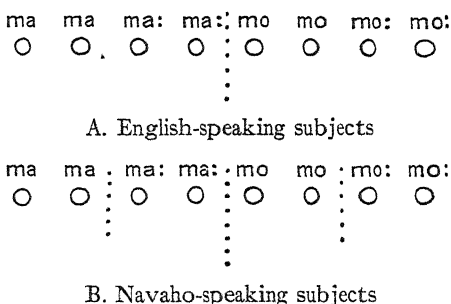 ma ma ma: ma: mo mo mo: mo:
A. English-speaking subjects
ma ma ma: ma: mo mo mo: mo:
B. Navaho-speaking subjects